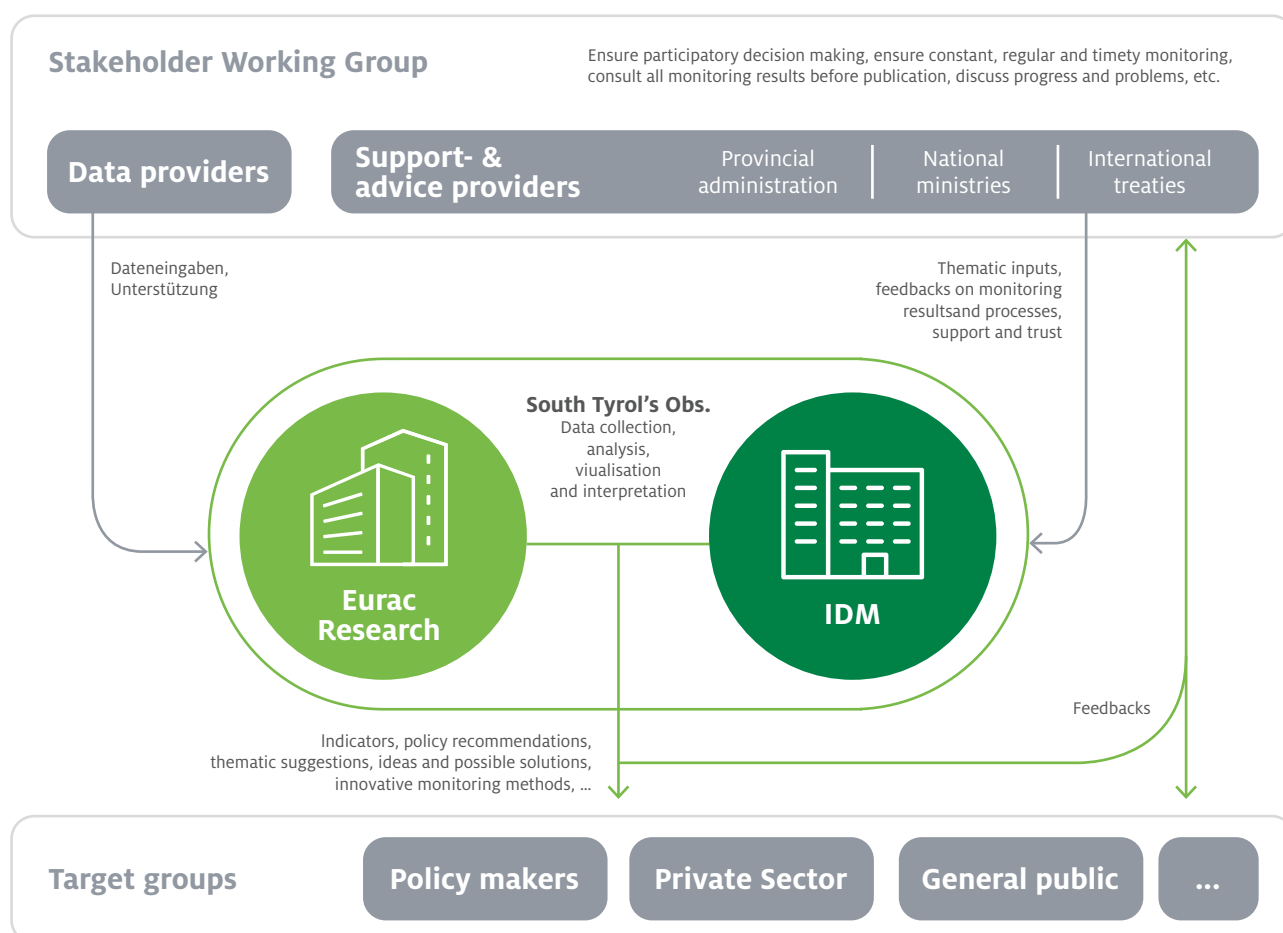 Stakeholder Working Group
Ensure participatory decision making, ensure constant, regular and timety monitoring,
consult all monitoring results before publication, discuss progress and problems, etc.
Data providers
Support- &
advice providers
Provincial
administration
National
ministries
International
treaties
Dateneingaben,
Unterstützung
Thematic inputs,
feedbacks on monitoring
resultsand processes,
support and trust
South Tyrol's Obs.
Data collection,
analysis,
viualisation
and interpretation
Eurac
Research
IDM
Feedbacks
Indicators, policy recommendations,
thematic suggestions, ideas and possible solutions,
innovative monitoring methods, ...
Target groups
Policy makers
Private Sector
General public
...